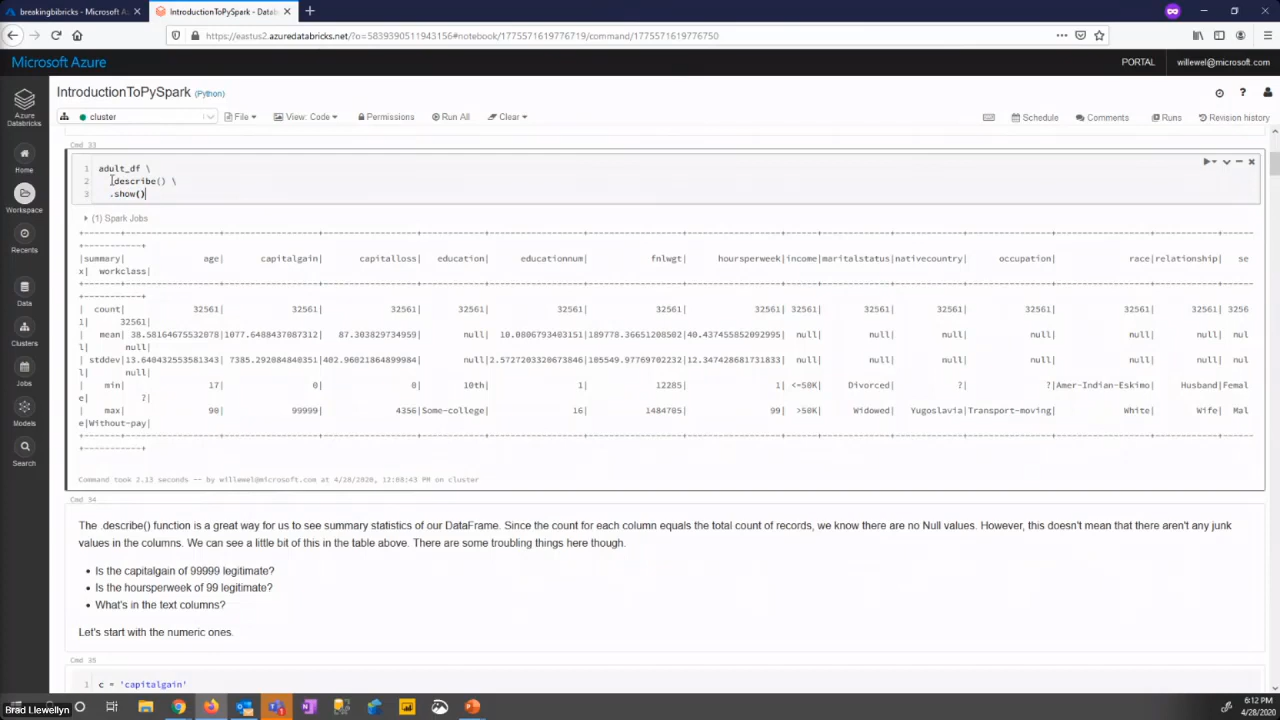 breakingbibricks - Microsoft A
IntroductionToPySpark - Datab
https://eastus2.azuredatabricks.net/?o=5839390511943156#notebook/1775571619776719/command/1775571619776750
Microsoft Azure
PORTAL
willewel@microsoft.com
Azure Databricks
Home
Workspace
Recents
Data
Clusters
Jobs
Models
Search
IntroductionToPySpark (Python)
cluster
File
View: Code
Permissions
Run All
Clear
Schedule
Comments
Runs
Revision history
Cmd 33
1 adult_df \
2 .describe() \
3 .show()
(1) Spark Jobs
+-------+------------------+------------------+----------------+------------+-----------------+------------------+------------------+------+-------------+-------------+----------------+------------------+------------+-----
-+-----------+
|summary| age| capitalgain| capitalloss| education| educationnum| fnlwgt| hoursperweek|income|maritalstatus|nativecountry| occupation| race|relationship| se
x| workclass|
+-------+------------------+------------------+----------------+------------+-----------------+------------------+------------------+------+-------------+-------------+----------------+------------------+------------+-----
-+-----------+
| count| 32561| 32561| 32561| 32561| 32561| 32561| 32561| 32561| 32561| 32561| 32561| 32561| 32561| 3256
1| 32561|
| mean| 38.58164675532078|1077.6488437087312| 87.303829734959| null| 10.0806793403151|189778.36651208502|40.437455852092995| null| null| null| null| null| null| nul
l| null|
| stddev|13.640432553581343| 7385.292084840351|402.96021864899984| null|2.5727203320673846|105549.97769702232| 12.347428681731833| null| null| null| null| null| null| nul
l| null|
| min| 17| 0| 0| 10th| 1| 12285| 1| <=50K| Divorced| ?| ?|Amer-Indian-Eskimo| Husband|Femal
e| ?|
| max| 90| 99999| 4356|Some-college| 16| 1484705| 99| >50K| Widowed| Yugoslavia|Transport-moving| White| Wife| Mal
e|Without-pay|
+-------+------------------+------------------+----------------+------------+-----------------+------------------+------------------+------+-------------+-------------+----------------+------------------+------------+-----
-+-----------+
Command took 2.13 seconds -- by willewel@microsoft.com at 4/28/2020, 12:08:43 PM on cluster
Cmd 34
The .describe() function is a great way for us to see summary statistics of our DataFrame. Since the count for each column equals the total count of records, we know there are no Null values. However, this doesn't mean that there aren't any junk
values in the columns. We can see a little bit of this in the table above. There are some troubling things here though.
• Is the capitalgain of 99999 legitimate?
• Is the hoursperweek of 99 legitimate?
• What's in the text columns?
Let's start with the numeric ones.
Cmd 35
1 c = 'capitalgain'
Brad Llewellyn
6:12 PM
4/28/2020